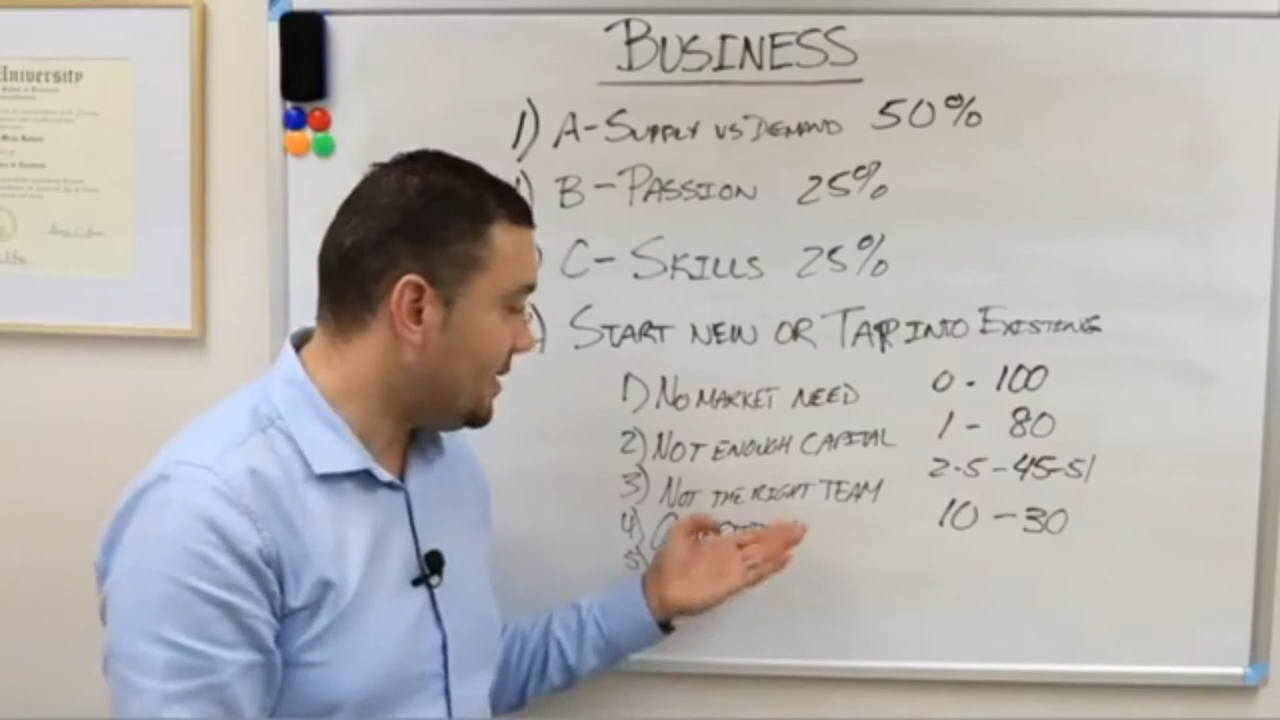 University
BUSINESS
1) A-SUPPLY VS DEMAND 50%
) B-PASSION 25%
) C-SKILLS 25%
) START NEW OR TAP INTO EXISTING
1) NO MARKET NEED 0-100
2) NOT ENOUGH CAPITAL 1-80
3) NOT THE RIGHT TEAM 2-5-45-51
4) 10-30
5)